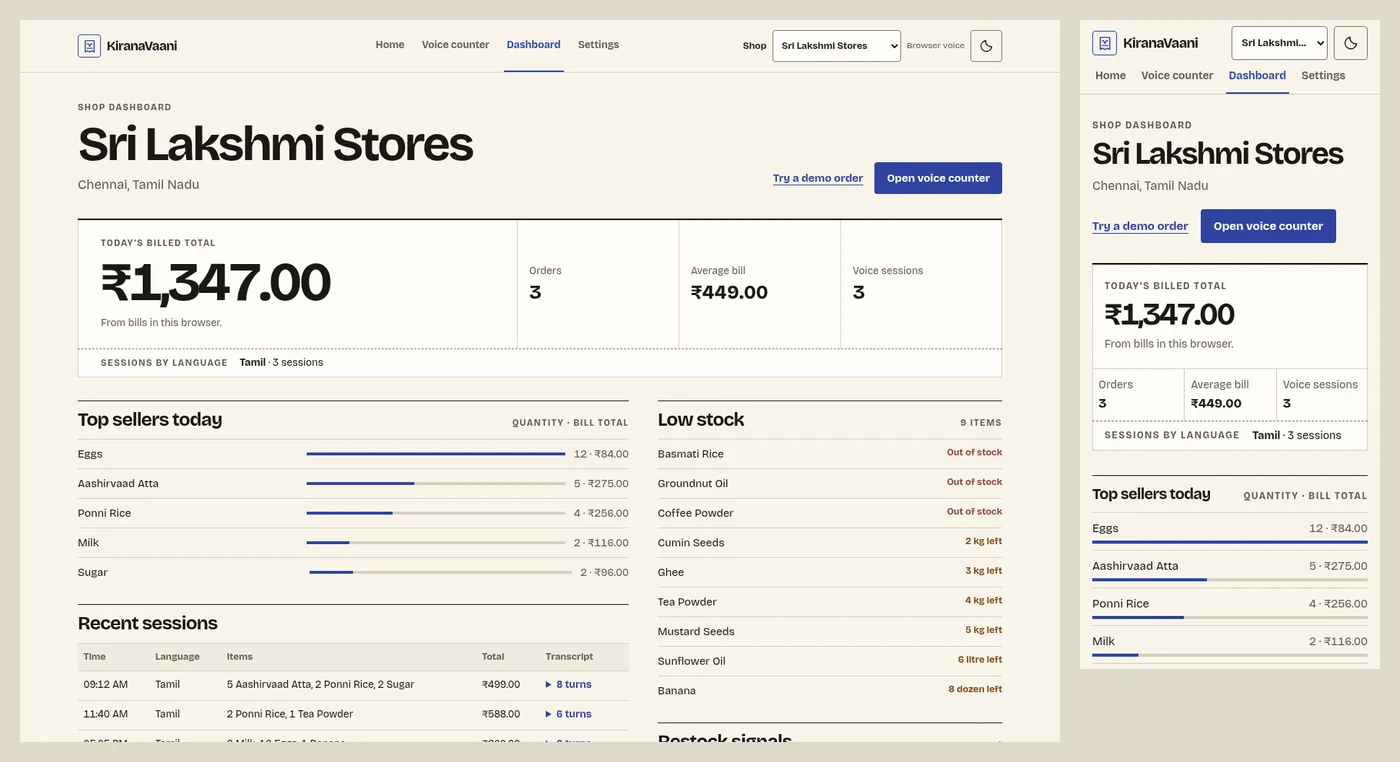 KiranaVaani
Home Voice counter Dashboard Settings
Shop Sri Lakshmi Stores Browser voice
SHOP DASHBOARD
Sri Lakshmi Stores
Chennai, Tamil Nadu
Try a demo order Open voice counter
TODAY'S BILLED TOTAL
₹1,347.00
From bills in this browser.
Orders
3
Average bill
₹449.00
Voice sessions
3
SESSIONS BY LANGUAGE Tamil · 3 sessions
Top sellers today QUANTITY · BILL TOTAL
Eggs 12 · ₹84.00
Aashirvaad Atta 5 · ₹275.00
Ponni Rice 4 · ₹256.00
Milk 2 · ₹116.00
Sugar 2 · ₹96.00
Recent sessions
Time Language Items Total Transcript
09:12 AM Tamil 5 Aashirvaad Atta, 2 Ponni Rice, 2 Sugar ₹499.00 8 turns
11:40 AM Tamil 2 Ponni Rice, 1 Tea Powder ₹588.00 6 turns
Low stock 9 ITEMS
Basmati Rice Out of stock
Groundnut Oil Out of stock
Coffee Powder Out of stock
Cumin Seeds 2 kg left
Ghee 3 kg left
Tea Powder 4 kg left
Mustard Seeds 5 kg left
Sunflower Oil 6 litre left
Banana 8 dozen left
Restock signals
KiranaVaani
Sri Lakshmi...
Home Voice counter Dashboard Settings
SHOP DASHBOARD
Sri Lakshmi Stores
Chennai, Tamil Nadu
Try a demo order Open voice counter
TODAY'S BILLED TOTAL
₹1,347.00
From bills in this browser.
Orders
3
Average bill
₹449.00
Voice sessions
3
SESSIONS BY LANGUAGE Tamil · 3 sessions
Top sellers today QUANTITY · BILL TOTAL
Eggs 12 · ₹84.00
Aashirvaad Atta 5 · ₹275.00
Ponni Rice 4 · ₹256.00
Milk 2 · ₹116.00